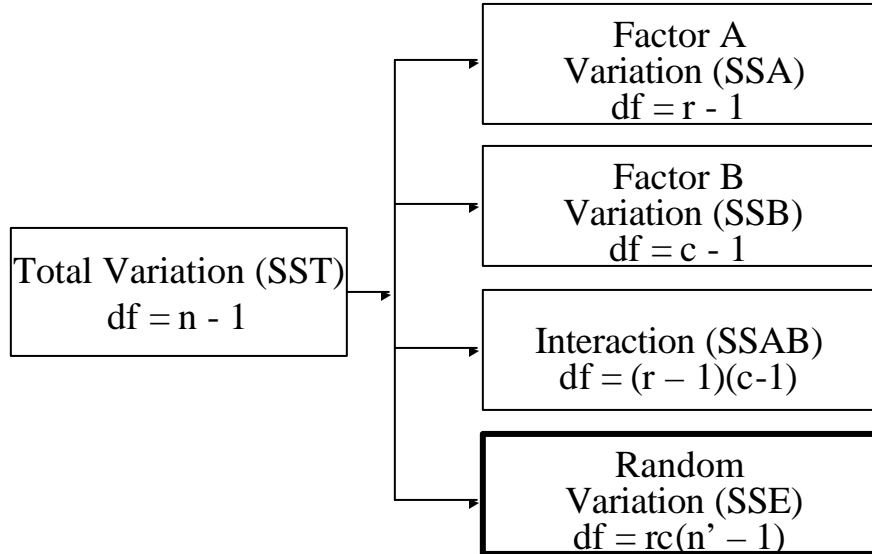 Total Variation (SST)
df = n - 1
Factor A
Variation (SSA)
df = r - 1
Factor B
Variation (SSB)
df = c - 1
Interaction (SSAB)
df = (r – 1)(c-1)
Random
Variation (SSE)
df = rc(n’ – 1)